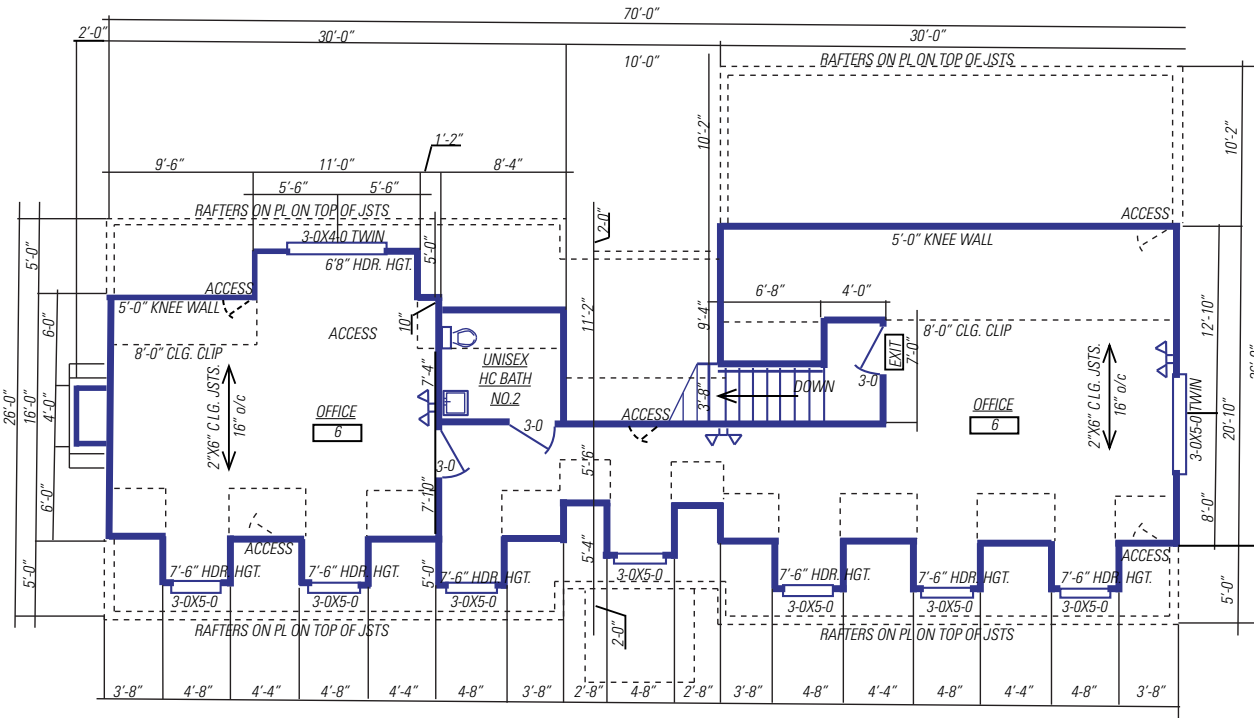 70'-0"
2'-0"
30'-0"
30'-0"
10'-0"
RAFTERS ON PL ON TOP OF JSTS
10'-2"
10'-2"
1'-2"
9'-6"
11'-0"
8'-4"
5'-6"
5'-6"
RAFTERS ON PL ON TOP OF JSTS
2-0"
ACCESS
3-0X4-0 TWIN
5'-0" KNEE WALL
5'-0"
5'-0"
6'8" HDR. HGT.
ACCESS
6'-8"
4'-0"
5'-0" KNEE WALL
10"
11'-2"
9'-4"
12'-10"
6-0"
ACCESS
8'-0" CLG. CLIP
EXIT
7'-0"
8'-0" CLG. CLIP
UNISEX
HC BATH
NO.2
7'-4"
3'-8"
DOWN
3-0
2"X6" CLG. JSTS.
16" o/c
2"X6" CLG. JSTS.
16" o/c
3-0X5-0 TWIN
26'-0"
16'-0"
4'-0"
OFFICE
6
ACCESS
OFFICE
6
20'-10"
3-0
3-0
5'-6"
6'-0"
7'-10"
8'-0"
ACCESS
5'-4"
ACCESS
5'-0"
7'-6" HDR. HGT.
7'-6" HDR. HGT.
5'-0"
7'-6" HDR. HGT.
3-0X5-0
7'-6" HDR. HGT.
7'-6" HDR. HGT.
7'-6" HDR. HGT.
5'-0"
3-0X5-0
3-0X5-0
3-0X5-0
3-0X5-0
3-0X5-0
3-0X5-0
RAFTERS ON PL ON TOP OF JSTS
2-0"
RAFTERS ON PL ON TOP OF JSTS
3'-8"
4'-8"
4'-4"
4'-8"
4'-4"
4-8"
3'-8"
2'-8"
4'-8"
2'-8"
3'-8"
4-8"
4'-4"
4'-8"
4'-4"
4-8"
3'-8"